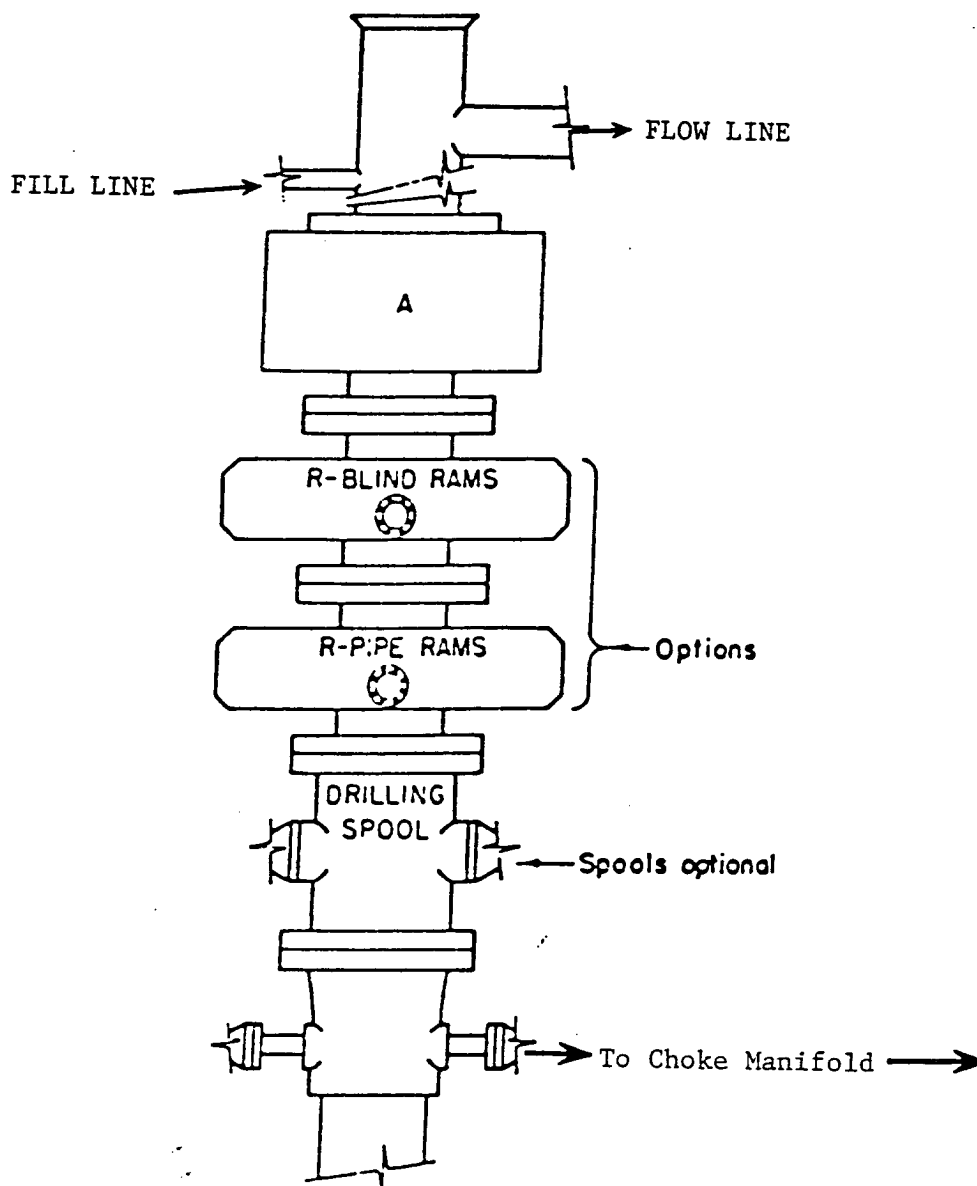 FLOW LINE
FILL LINE
A
R-BLIND RAMS
R-PIPE RAMS
Options
DRILLING
SPOOL
Spools optional
To Choke Manifold